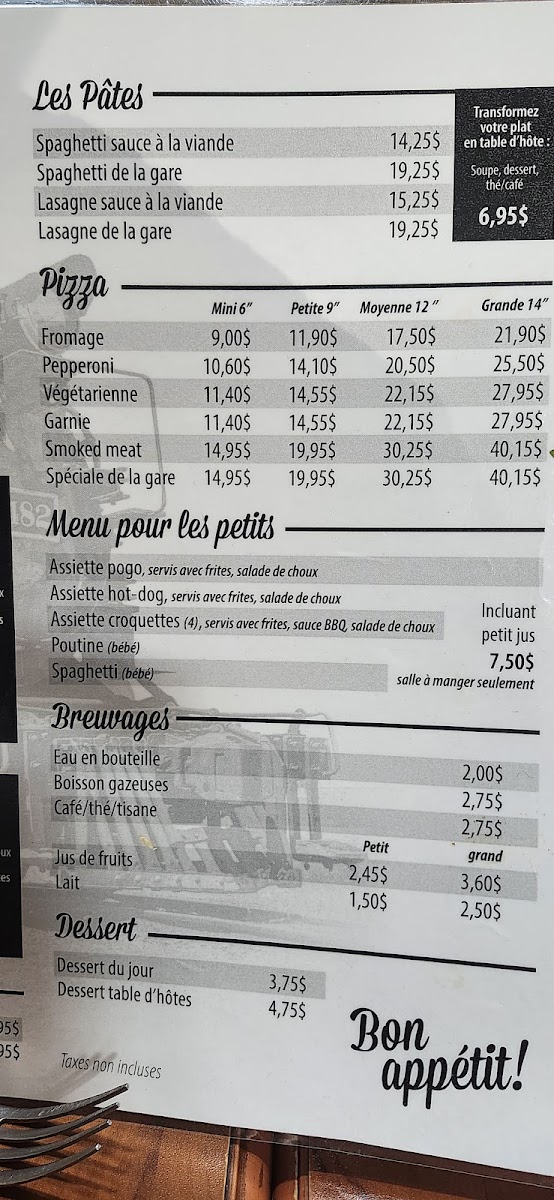 Les Pâtes
Spaghetti sauce à la viande 14,25$
Spaghetti de la gare 19,25$
Lasagne sauce à la viande 15,25$
Lasagne de la gare 19,25$
Transformez
votre plat
en table d'hôte :
Soupe, dessert,
thé/café
6,95$
Pizza
Mini 6" Petite 9" Moyenne 12 " Grande 14"
Fromage 9,00$ 11,90$ 17,50$ 21,90$
Pepperoni 10,60$ 14,10$ 20,50$ 25,50$
Végétarienne 11,40$ 14,55$ 22,15$ 27,95$
Garnie 11,40$ 14,55$ 22,15$ 27,95$
Smoked meat 14,95$ 19,95$ 30,25$ 40,15$
Spéciale de la gare 14,95$ 19,95$ 30,25$ 40,15$
182
Menu pour les petits
Assiette pogo, servis avec frites, salade de choux
Assiette hot-dog, servis avec frites, salade de choux
Assiette croquettes (4), servis avec frites, sauce BBQ, salade de choux
Poutine (bébé)
Spaghetti (bébé)
Incluant
petit jus
7,50$
salle à manger seulement
Breuvages
Eau en bouteille 2,00$
Boisson gazeuses 2,75$
Café/thé/tisane 2,75$
Petit grand
Jus de fruits 2,45$ 3,60$
Lait 1,50$ 2,50$
Dessert
Dessert du jour 3,75$
Dessert table d'hôtes 4,75$
95$
95$
Taxes non incluses
Bon
appétit!